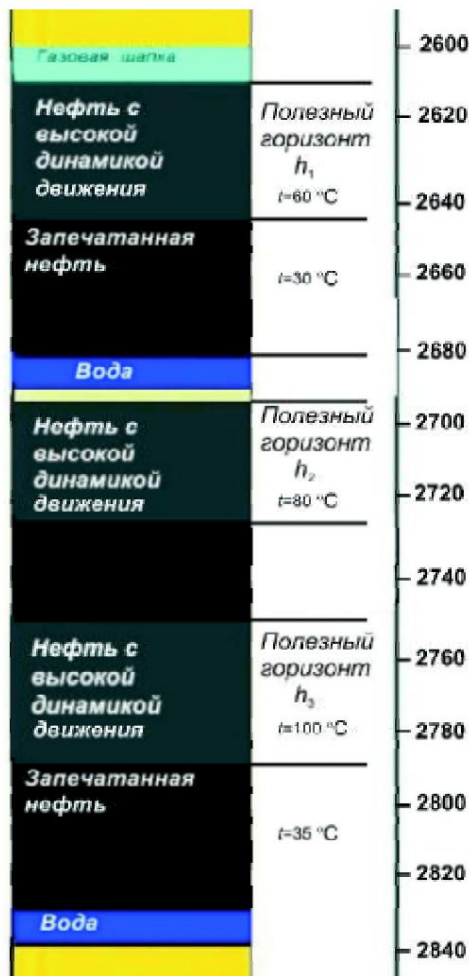 Газовая шапка
Нефть с
высокой
динамикой
движения
Полезный
горизонт
h₁
t=60 °C
Запечатанная
нефть
t=30 °C
Вода
Нефть с
высокой
динамикой
движения
Полезный
горизонт
h₂
t=80 °C
Нефть с
высокой
динамикой
движения
Полезный
горизонт
h₃
t=100 °C
Запечатанная
нефть
t=35 °C
Вода
2600
2620
2640
2660
2680
2700
2720
2740
2760
2780
2800
2820
2840